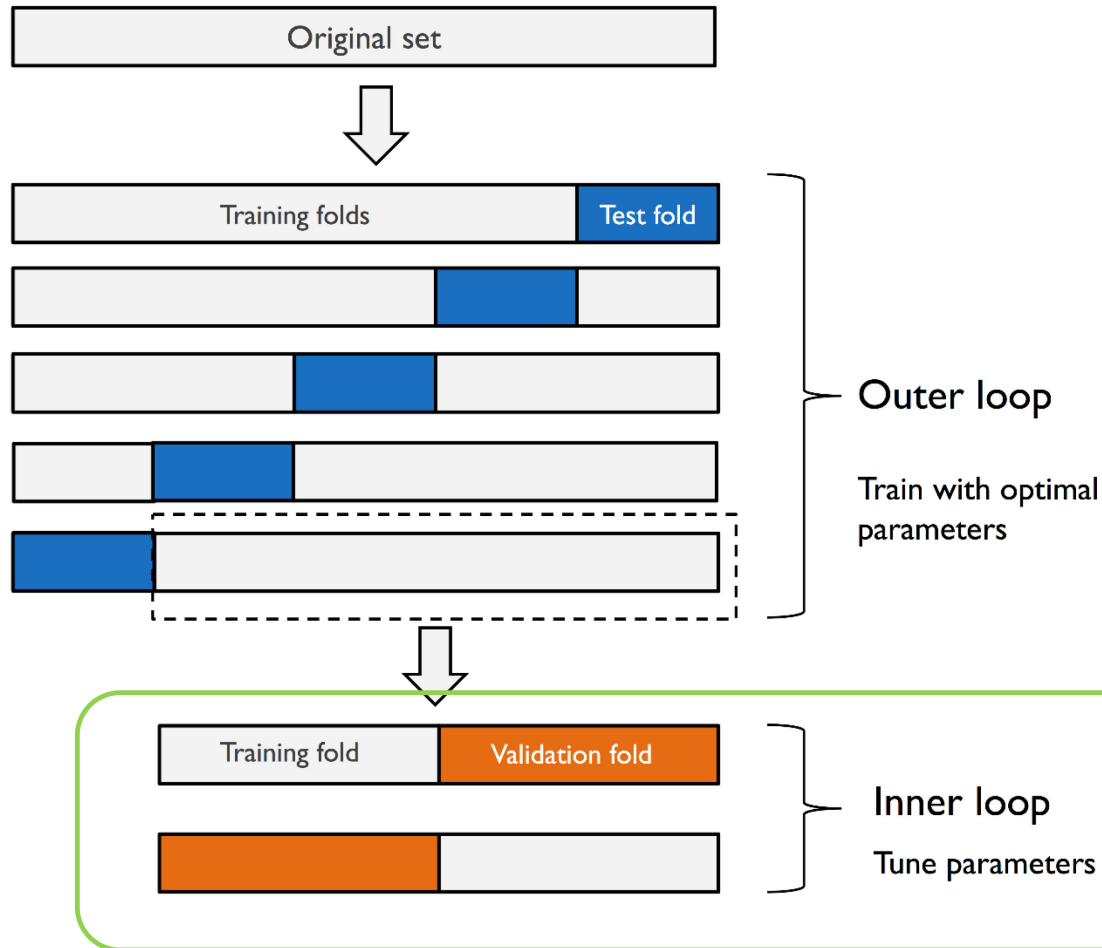 Original set
Training folds
Test fold
Outer loop
Train with optimal
parameters
Training fold
Validation fold
Inner loop
Tune parameters